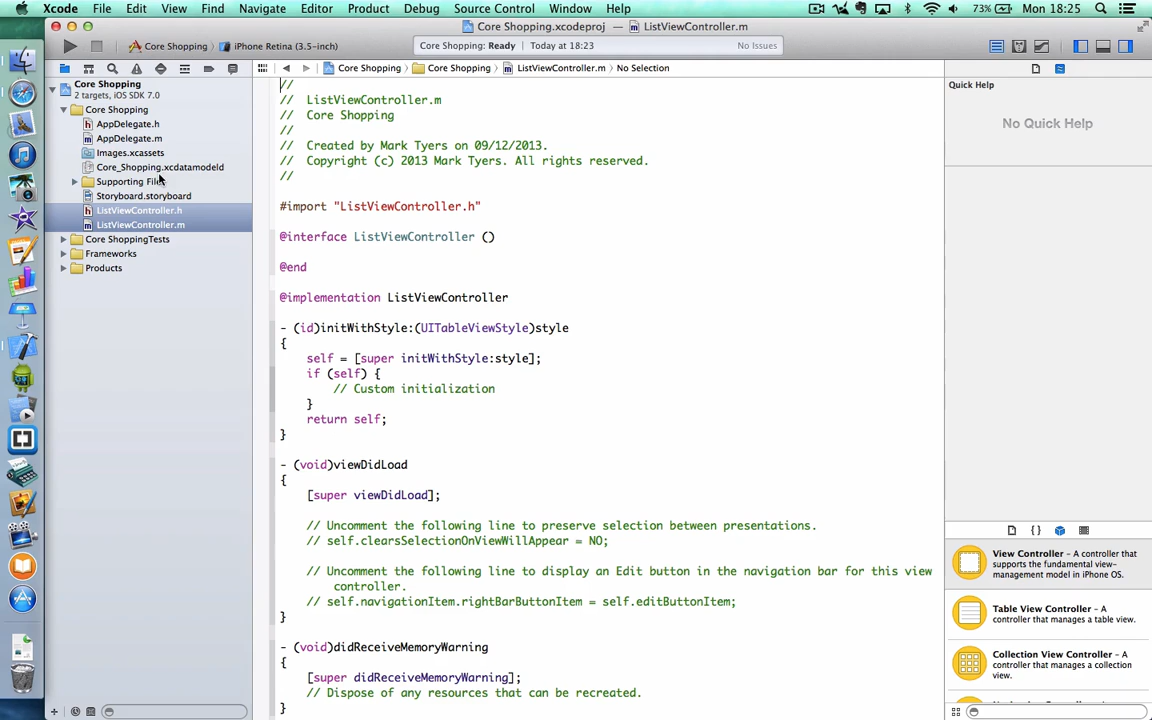 Xcode File Edit View Find Navigate Editor Product Debug Source Control Window Help 73% Mon 18:25
Core Shopping.xcodeproj — ListViewController.m
Core Shopping iPhone Retina (3.5-inch) Core Shopping: Ready Today at 18:23 No Issues
Core Shopping Core Shopping ListViewController.m No Selection
Core Shopping
2 targets, iOS SDK 7.0
Core Shopping
AppDelegate.h
AppDelegate.m
Images.xcassets
Core_Shopping.xcdatamodeld
Supporting Files
Storyboard.storyboard
ListViewController.h
ListViewController.m
Core ShoppingTests
Frameworks
Products
//
// ListViewController.m
// Core Shopping
//
// Created by Mark Tyers on 09/12/2013.
// Copyright (c) 2013 Mark Tyers. All rights reserved.
//
#import "ListViewController.h"
@interface ListViewController ()
@end
@implementation ListViewController
- (id)initWithStyle:(UITableViewStyle)style
{
self = [super initWithStyle:style];
if (self) {
// Custom initialization
}
return self;
}
- (void)viewDidLoad
{
[super viewDidLoad];
// Uncomment the following line to preserve selection between presentations.
// self.clearsSelectionOnViewWillAppear = NO;
// Uncomment the following line to display an Edit button in the navigation bar for this view
controller.
// self.navigationItem.rightBarButtonItem = self.editButtonItem;
}
- (void)didReceiveMemoryWarning
{
[super didReceiveMemoryWarning];
// Dispose of any resources that can be recreated.
}
Quick Help
No Quick Help
{ }
View Controller – A controller that
supports the fundamental view-
management model in iPhone OS.
Table View Controller – A
controller that manages a table view.
Collection View Controller – A
controller that manages a collection
view.